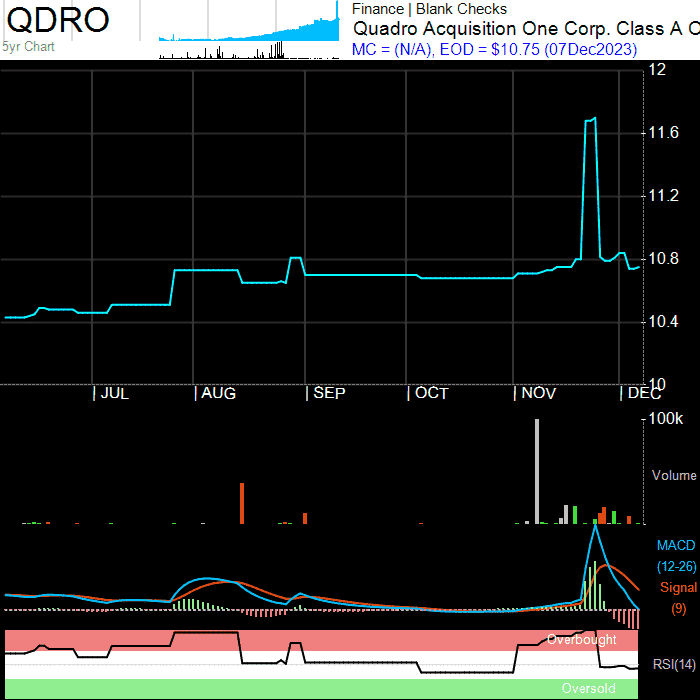 QDRO
5yr Chart
Finance | Blank Checks
Quadro Acquisition One Corp. Class A O
MC = (N/A), EOD = $10.75 (07Dec2023)
12
11.6
11.2
10.8
10.4
10
JUL AUG SEP OCT NOV DEC
100k
Volume
MACD
(12-26)
Signal
(9)
Overbought
RSI(14)
Oversold